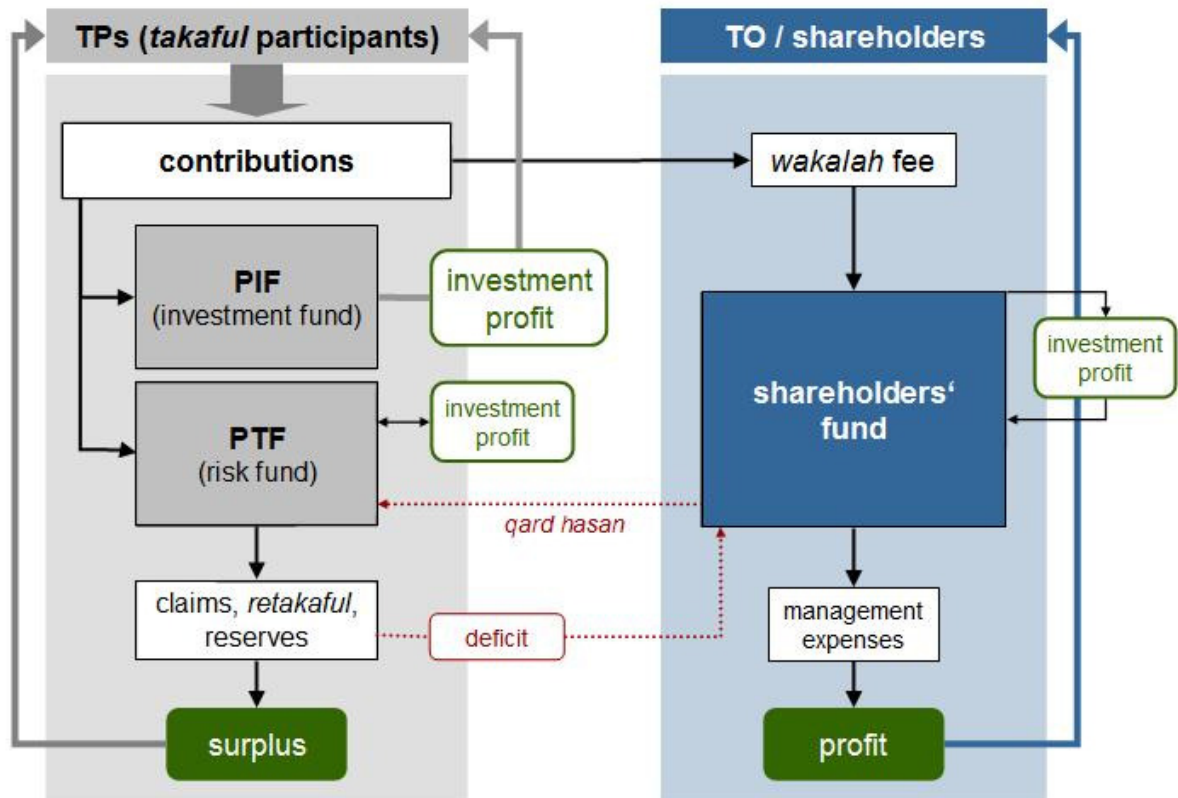 TPs (takaful participants)
TO / shareholders
contributions
wakalah fee
PIF
(investment fund)
investment
profit
PTF
(risk fund)
investment
profit
shareholders‘
fund
investment
profit
qard hasan
claims, retakaful,
reserves
deficit
management
expenses
surplus
profit